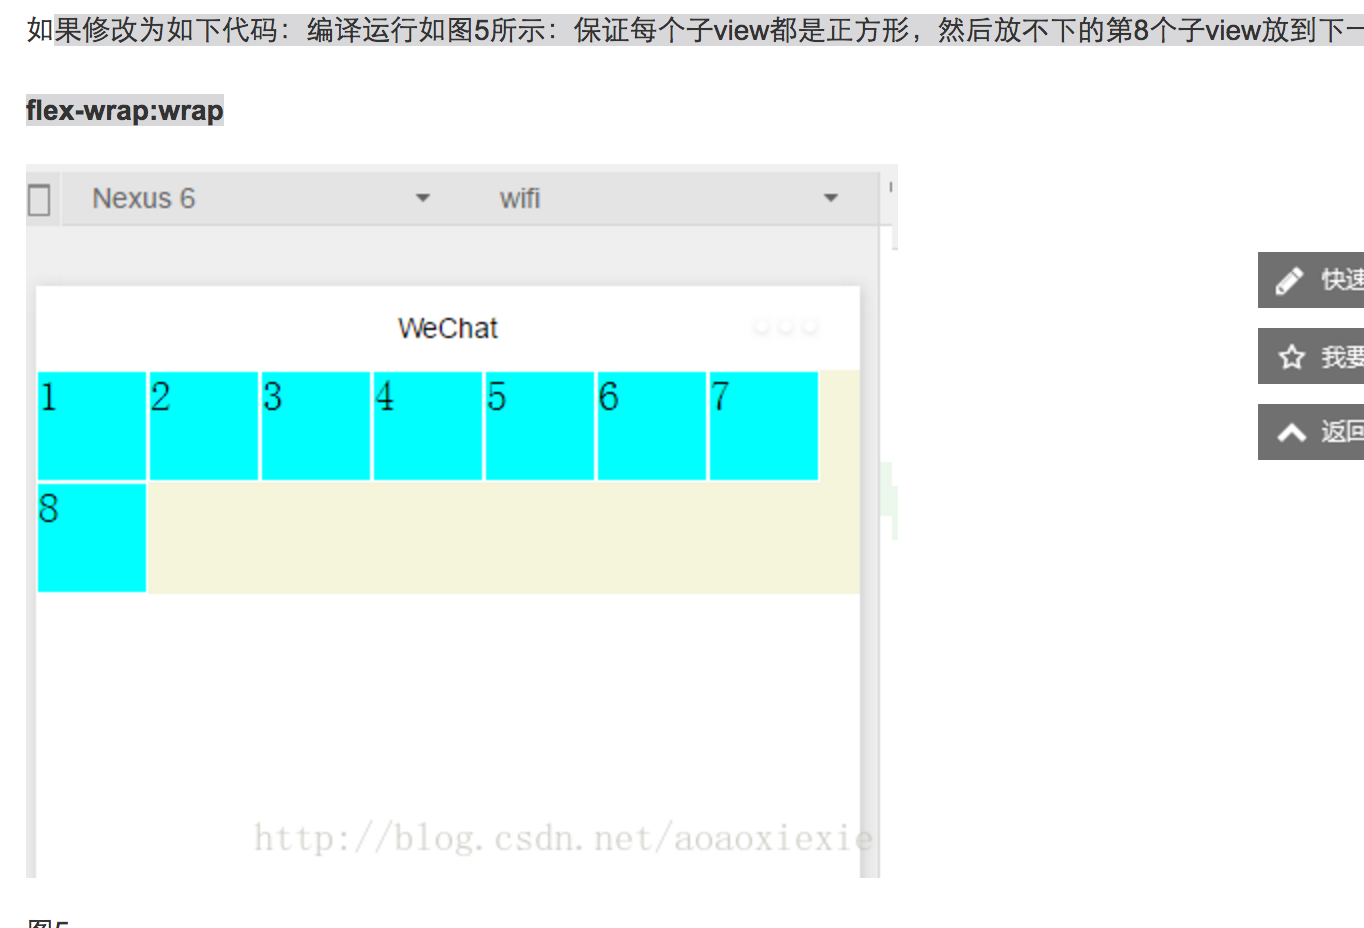 如果修改为如下代码：编译运行如图5所示：保证每个子view都是正方形，然后放不下的第8个子view放到下一
flex-wrap:wrap
Nexus 6
wifi
快速
WeChat
我要
1 2 3 4 5 6 7
返回
8
http://blog.csdn.net/aoaoxiexie
图5